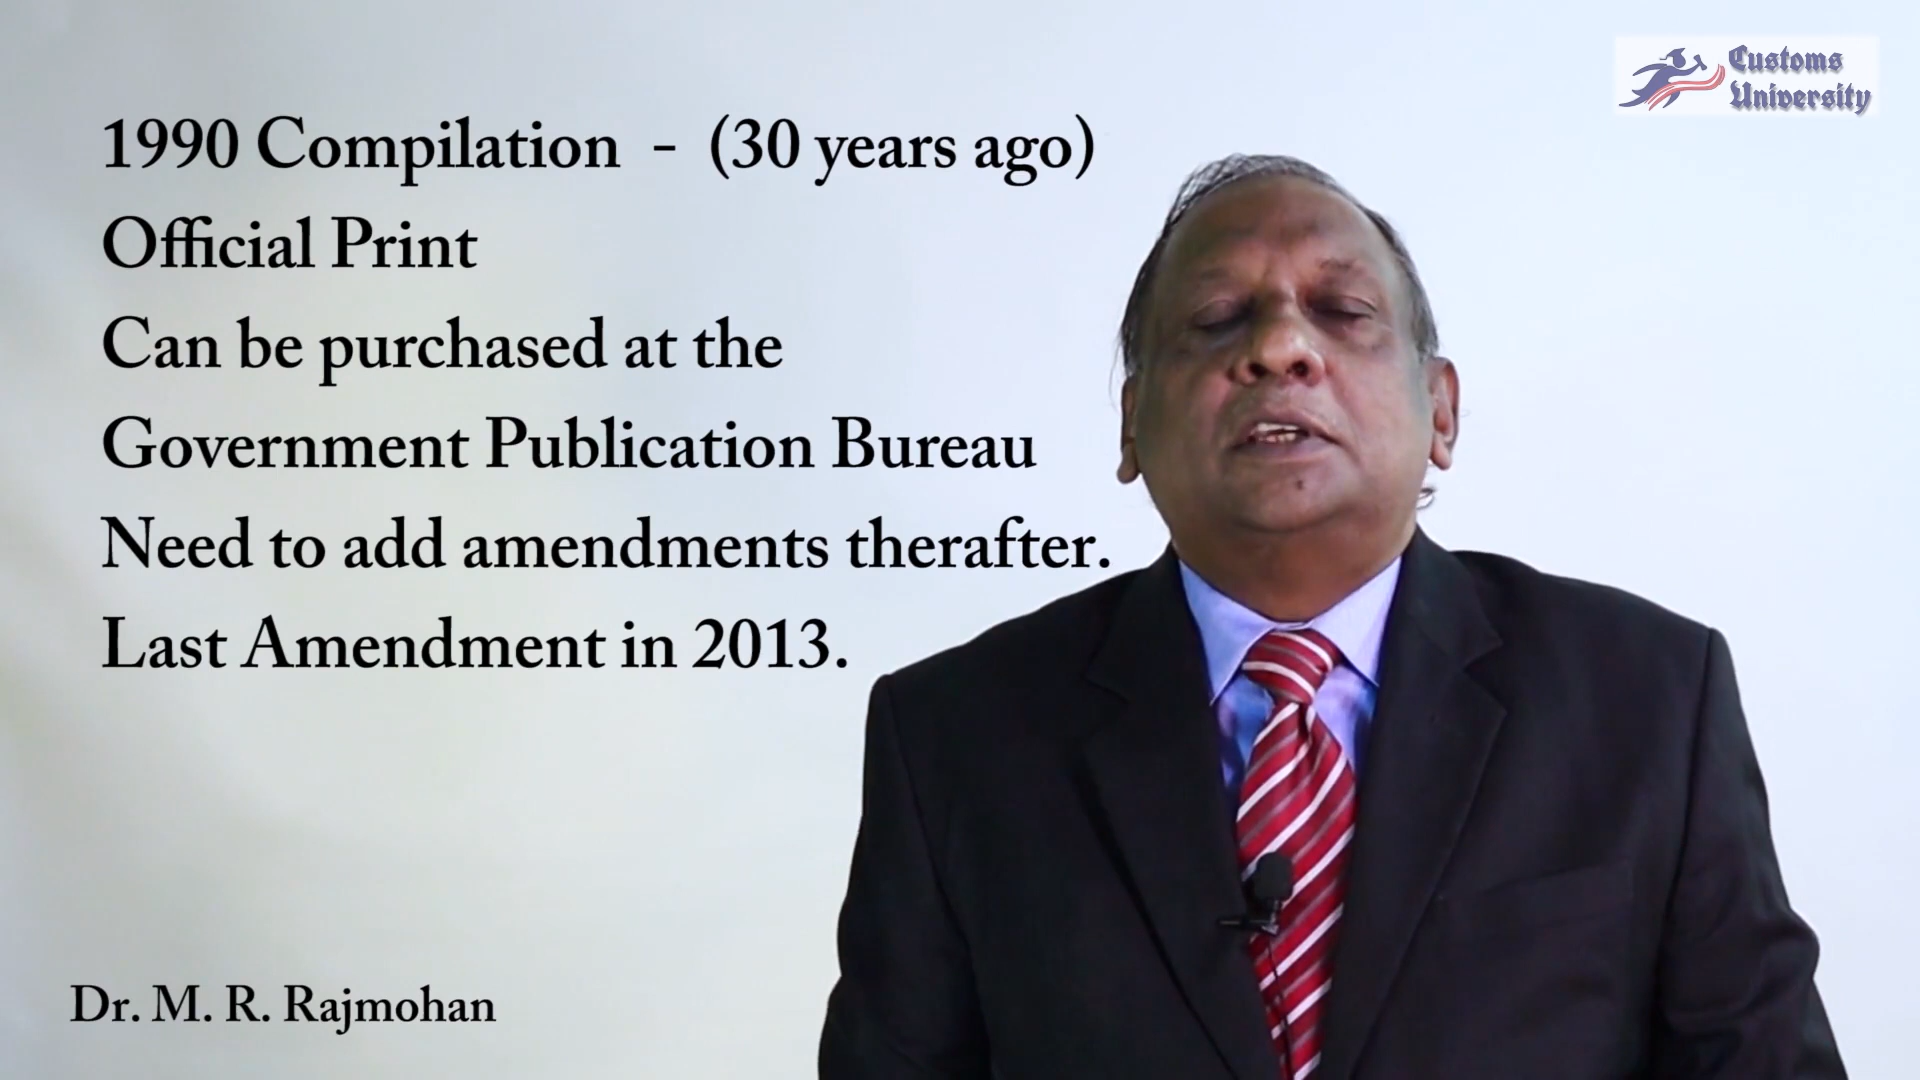 Customs
University
1990 Compilation - (30 years ago)
Official Print
Can be purchased at the
Government Publication Bureau
Need to add amendments therafter.
Last Amendment in 2013.
Dr. M. R. Rajmohan